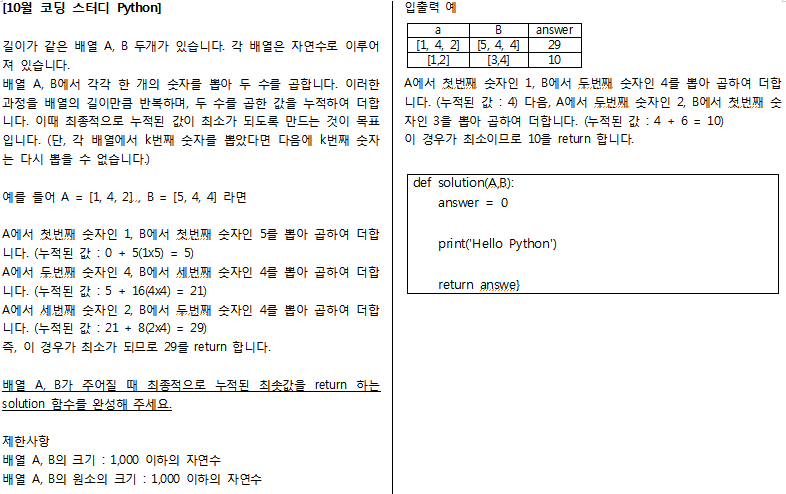 [10월 코딩 스터디 Python]
길이가 같은 배열 A, B 두개가 있습니다. 각 배열은 자연수로 이루어
져 있습니다.
배열 A, B에서 각각 한 개의 숫자를 뽑아 두 수를 곱합니다. 이러한
과정을 배열의 길이만큼 반복하며, 두 수를 곱한 값을 누적하여 더합
니다. 이때 최종적으로 누적된 값이 최소가 되도록 만드는 것이 목표
입니다. (단, 각 배열에서 k번째 숫자를 뽑았다면 다음에 k번째 숫자
는 다시 뽑을 수 없습니다.)
예를 들어 A = [1, 4, 2]., B = [5, 4, 4] 라면
A에서 첫번째 숫자인 1, B에서 첫번째 숫자인 5를 뽑아 곱하여 더합
니다. (누적된 값 : 0 + 5(1x5) = 5)
A에서 두번째 숫자인 4, B에서 세번째 숫자인 4를 뽑아 곱하여 더합
니다. (누적된 값 : 5 + 16(4x4) = 21)
A에서 세번째 숫자인 2, B에서 두번째 숫자인 4를 뽑아 곱하여 더합
니다. (누적된 값 : 21 + 8(2x4) = 29)
즉, 이 경우가 최소가 되므로 29를 return 합니다.
배열 A, B가 주어질 때 최종적으로 누적된 최솟값을 return 하는
solution 함수를 완성해 주세요.
제한사항
배열 A, B의 크기 : 1,000 이하의 자연수
배열 A, B의 원소의 크기 : 1,000 이하의 자연수
입출력 예
a B answer
[1, 4, 2] [5, 4, 4] 29
[1,2] [3,4] 10
A에서 첫번째 숫자인 1, B에서 두번째 숫자인 4를 뽑아 곱하여 더합
니다. (누적된 값 : 4) 다음, A에서 두번째 숫자인 2, B에서 첫번째 숫
자인 3을 뽑아 곱하여 더합니다. (누적된 값 : 4 + 6 = 10)
이 경우가 최소이므로 10을 return 합니다.
def solution(A,B):
answer = 0
print('Hello Python')
return answe}